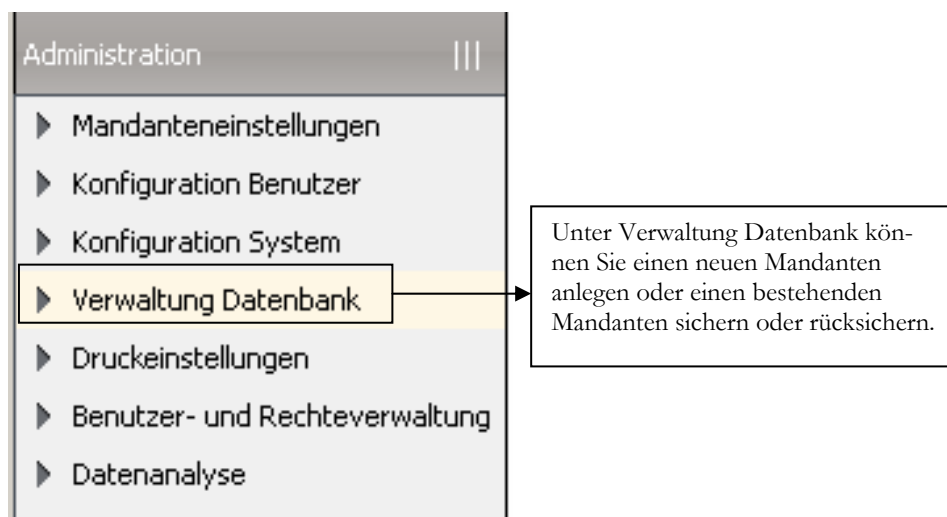 Administration
Mandanteneinstellungen
Konfiguration Benutzer
Konfiguration System
Verwaltung Datenbank
Druckeinstellungen
Benutzer- und Rechteverwaltung
Datenanalyse
Unter Verwaltung Datenbank kön-
nen Sie einen neuen Mandanten
anlegen oder einen bestehenden
Mandanten sichern oder rücksichern.